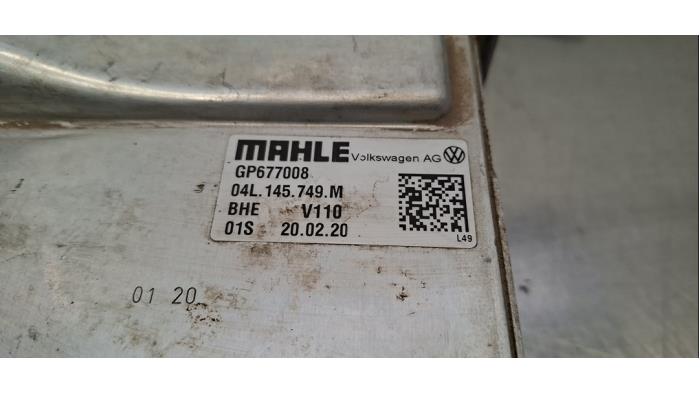 MAHLE Volkswagen AG
GP677008
04L.145.749.M
BHE V110
01S 20.02.20
L49
01 20